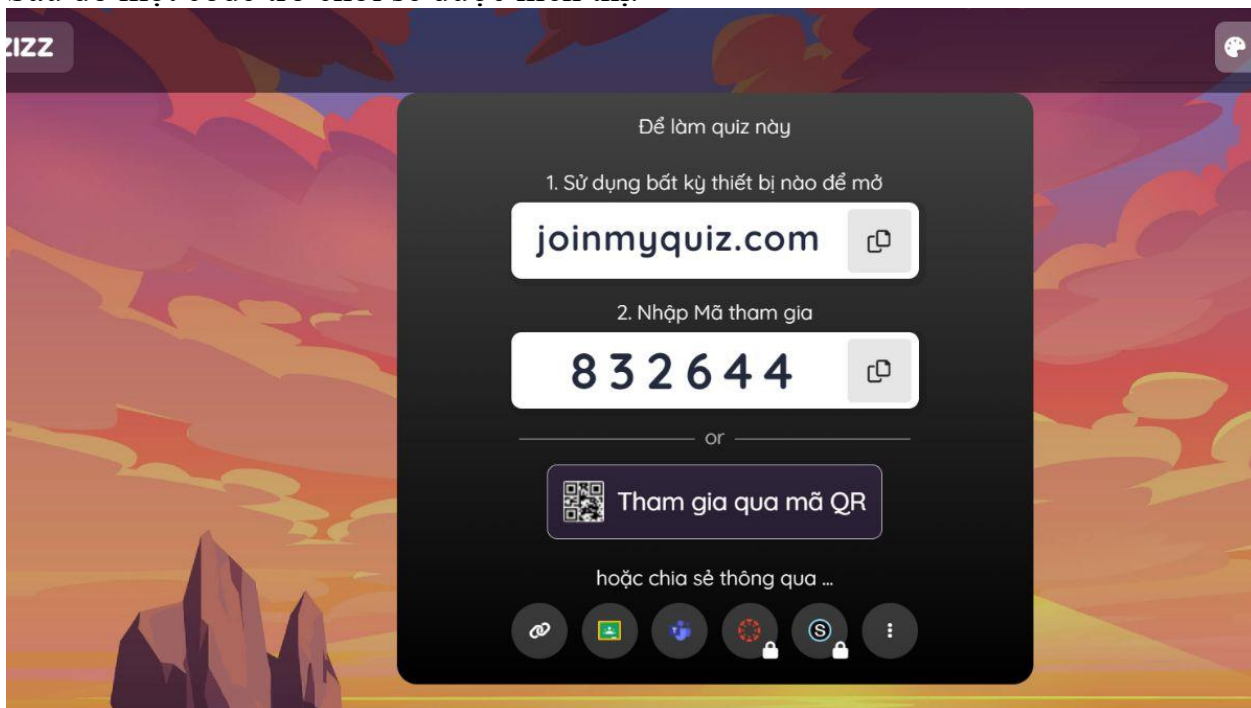 ZIZZ
Để làm quiz này
1. Sử dụng bất kỳ thiết bị nào để mở
joinmyquiz.com
2. Nhập Mã tham gia
832644
or
Tham gia qua mã QR
hoặc chia sẻ thông qua ...
S